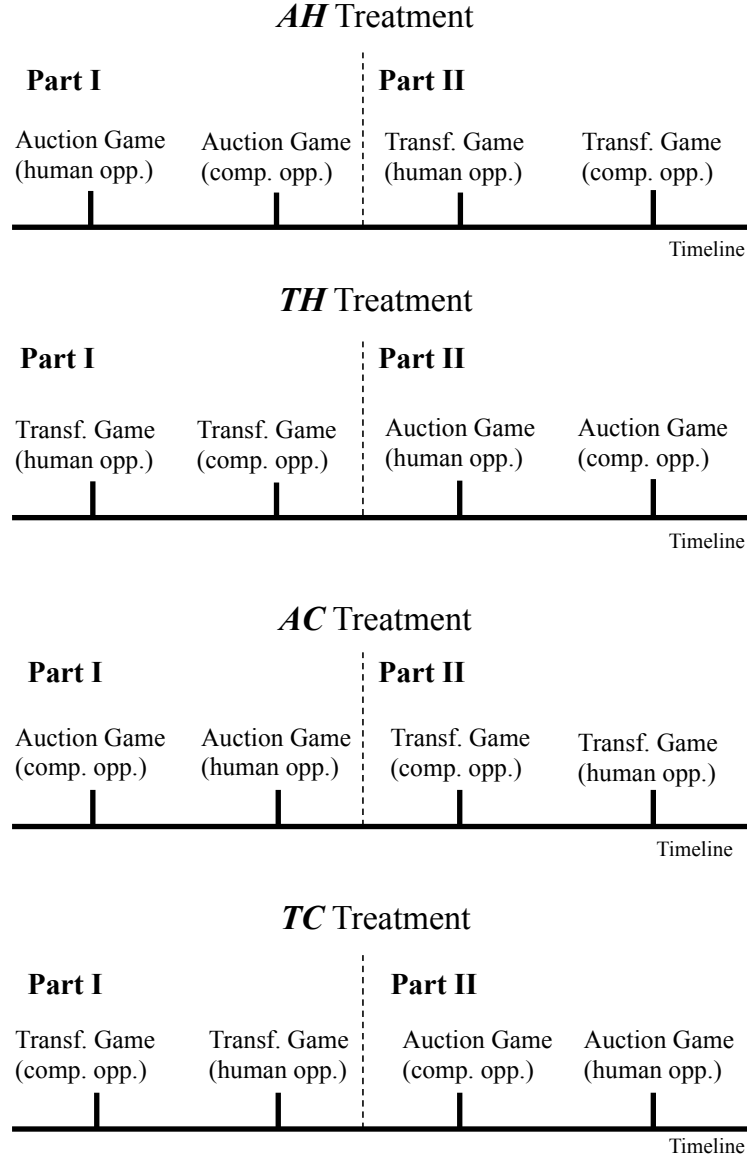 AH Treatment
Part I
Part II
Auction Game
(human opp.)
Auction Game
(comp. opp.)
Transf. Game
(human opp.)
Transf. Game
(comp. opp.)
Timeline
TH Treatment
Part I
Part II
Transf. Game
(human opp.)
Transf. Game
(comp. opp.)
Auction Game
(human opp.)
Auction Game
(comp. opp.)
Timeline
AC Treatment
Part I
Part II
Auction Game
(comp. opp.)
Auction Game
(human opp.)
Transf. Game
(comp. opp.)
Transf. Game
(human opp.)
Timeline
TC Treatment
Part I
Part II
Transf. Game
(comp. opp.)
Transf. Game
(human opp.)
Auction Game
(comp. opp.)
Auction Game
(human opp.)
Timeline